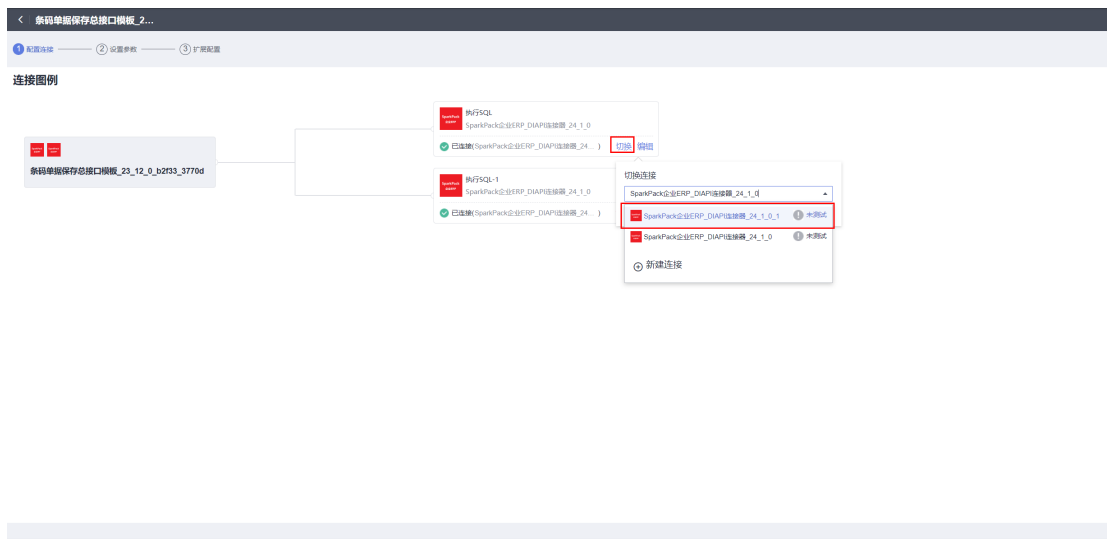 条码单据保存总接口模板_2...
1 配置连接 2 设置参数 3 扩展配置
连接图例
执行SQL
SparkPack企业ERP_DIAPI连接器_24_1_0
已连接(SparkPack企业ERP_DIAPI连接器_24... ) 切换 编辑
条码单据保存总接口模板_23_12_0_b2f33_3770d
执行SQL-1
SparkPack企业ERP_DIAPI连接器_24_1_0
已连接(SparkPack企业ERP_DIAPI连接器_24... )
切换连接
SparkPack企业ERP_DIAPI连接器_24_1_0
SparkPack企业ERP_DIAPI连接器_24_1_0_1 未测试
SparkPack企业ERP_DIAPI连接器_24_1_0 未测试
新建连接